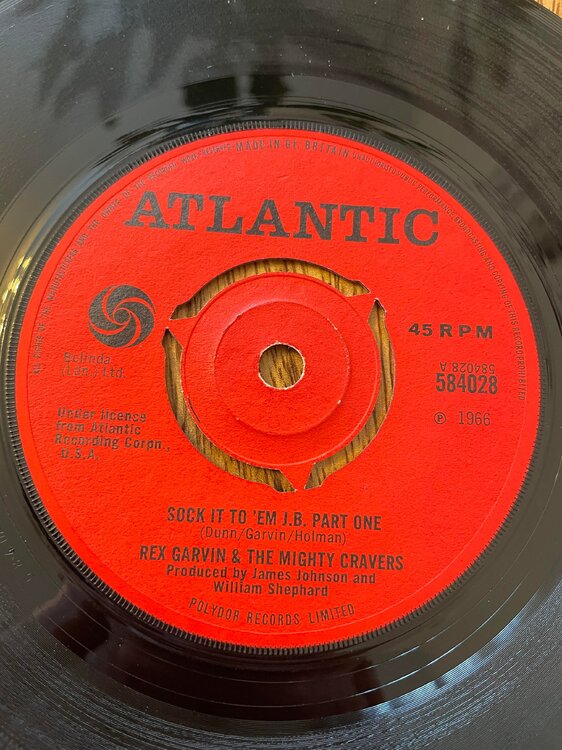 MADE IN GT. BRITAIN
ATLANTIC
45 RPM
Belinda
(Lon.) Ltd.
584028 A
584028
Under licence
from Atlantic
Recording Corpn.,
U.S.A.
℗ 1966
SOCK IT TO 'EM J.B. PART ONE
(Dunn/Garvin/Holman)
REX GARVIN & THE MIGHTY CRAVERS
Produced by James Johnson and
William Shephard
POLYDOR RECORDS LIMITED